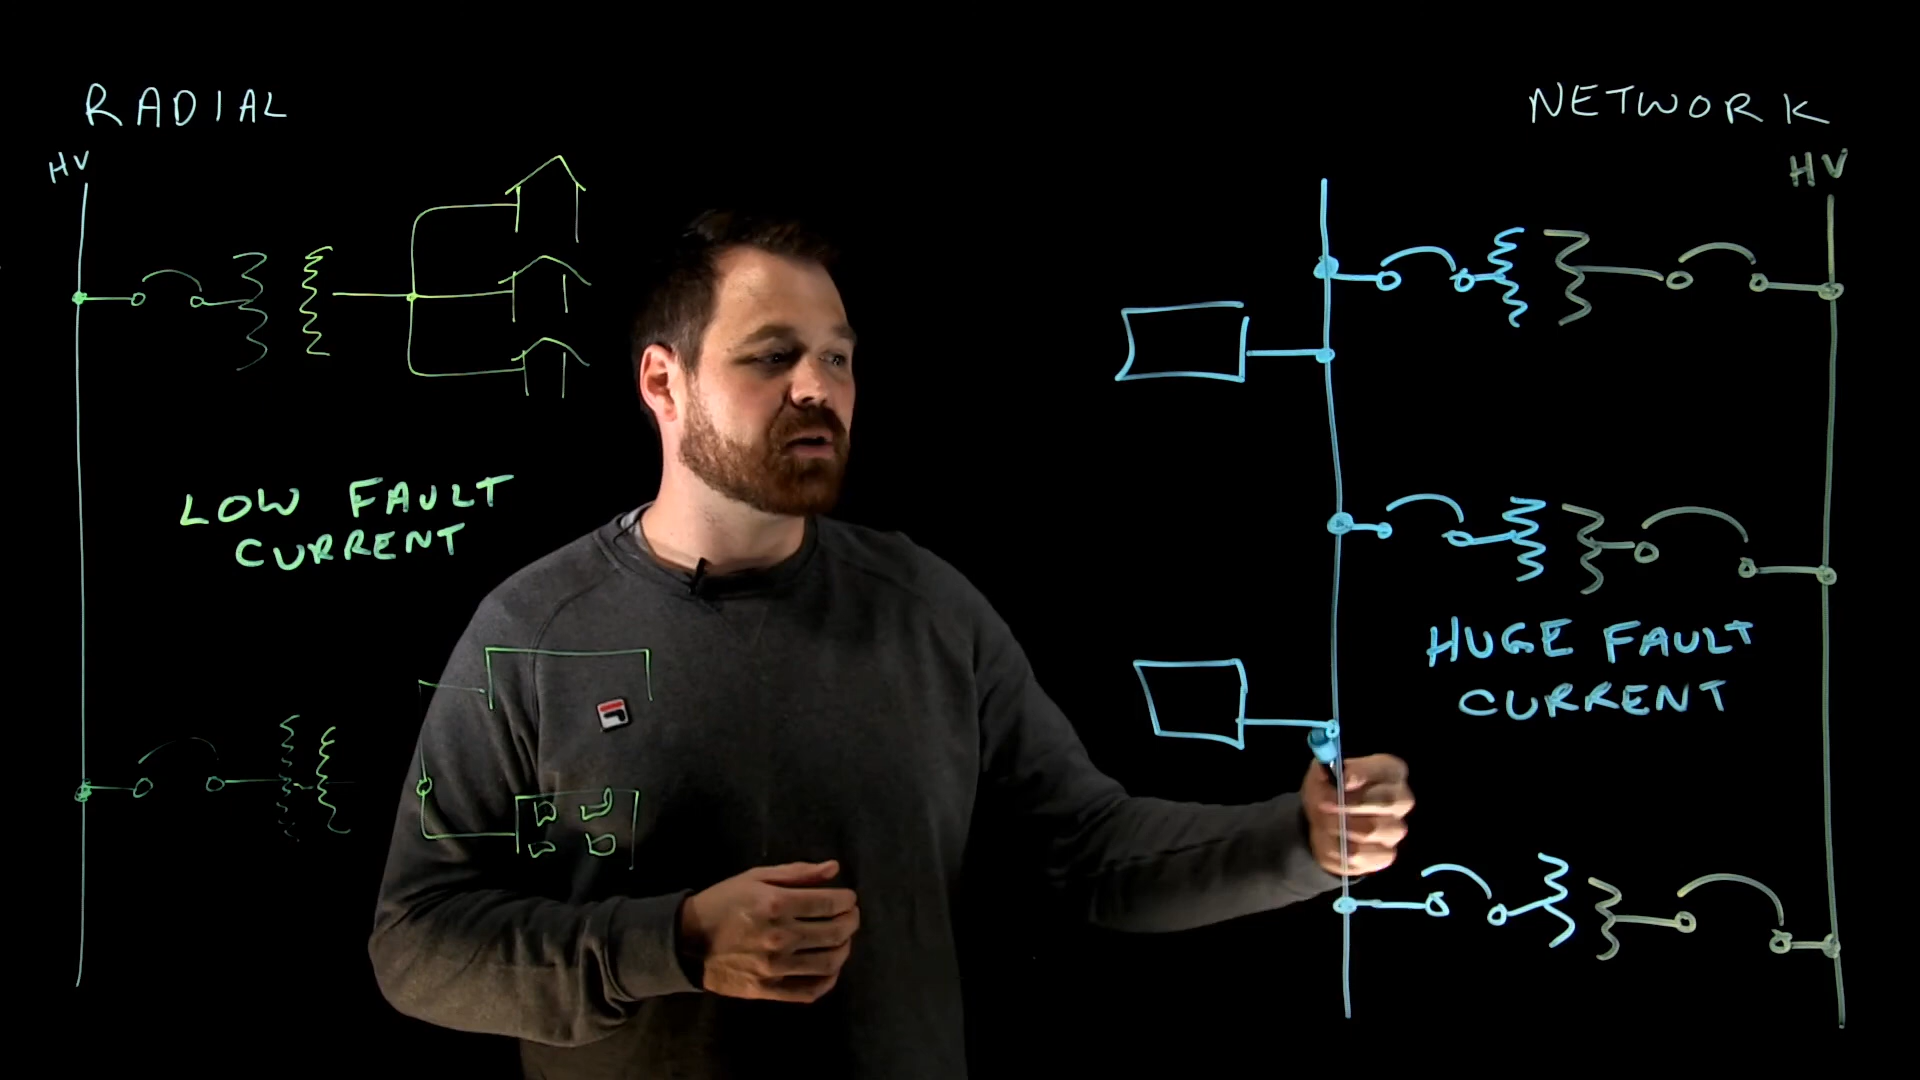 RADIAL
HV
LOW FAULT
CURRENT
NETWORK
HV
HUGE FAULT
CURRENT